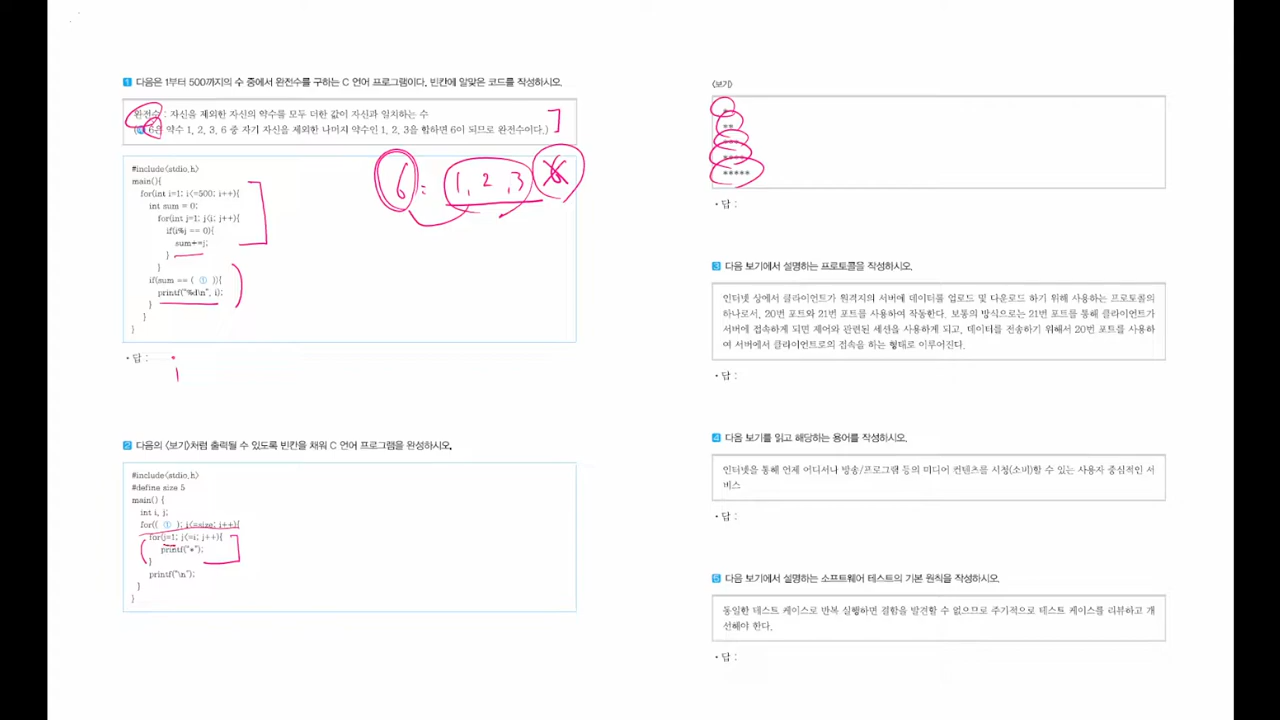 1 다음은 1부터 500까지의 수 중에서 완전수를 구하는 C 언어 프로그램이다. 빈칸에 알맞은 코드를 작성하시오.
완전수 : 자신을 제외한 자신의 약수를 모두 더한 값이 자신과 일치하는 수
6은 약수 1, 2, 3, 6 중 자기 자신을 제외한 나머지 약수인 1, 2, 3을 합하면 6이 되므로 완전수이다.)
#include<stdio.h>
main(){
for(int i=1; i<=500; i++){
int sum = 0;
for(int j=1; j<i; j++){
if(i%j == 0){
sum+=j;
}
}
if(sum == ( ① )){
printf("%d\n", i);
}
}
}
6 : 1, 2, 3 6
• 답 :
i
2 다음의 <보기>처럼 출력될 수 있도록 빈칸을 채워 C 언어 프로그램을 완성하시오.
#include<stdio.h>
#define size 5
main() {
int i, j;
for(( ① ); j<=size; j++){
for(j=1; j<=i; j++){
printf("*");
}
printf("\n");
}
}
<보기>
*
**
***
****
*****
• 답 :
3 다음 보기에서 설명하는 프로토콜을 작성하시오.
인터넷 상에서 클라이언트가 원격지의 서버에 데이터를 업로드 및 다운로드 하기 위해 사용하는 프로토콜의
하나로서, 20번 포트와 21번 포트를 사용하여 작동한다. 보통의 방식으로는 21번 포트를 통해 클라이언트가
서버에 접속하게 되면 제어와 관련된 세션을 사용하게 되고, 데이터를 전송하기 위해서 20번 포트를 사용하
여 서버에서 클라이언트로의 접속을 하는 형태로 이루어진다.
• 답 :
4 다음 보기를 읽고 해당하는 용어를 작성하시오.
인터넷을 통해 언제 어디서나 방송/프로그램 등의 미디어 컨텐츠를 시청(소비)할 수 있는 사용자 중심적인 서
비스
• 답 :
5 다음 보기에서 설명하는 소프트웨어 테스트의 기본 원칙을 작성하시오.
동일한 테스트 케이스로 반복 실행하면 결함을 발견할 수 없으므로 주기적으로 테스트 케이스를 리뷰하고 개
선해야 한다.
• 답 :